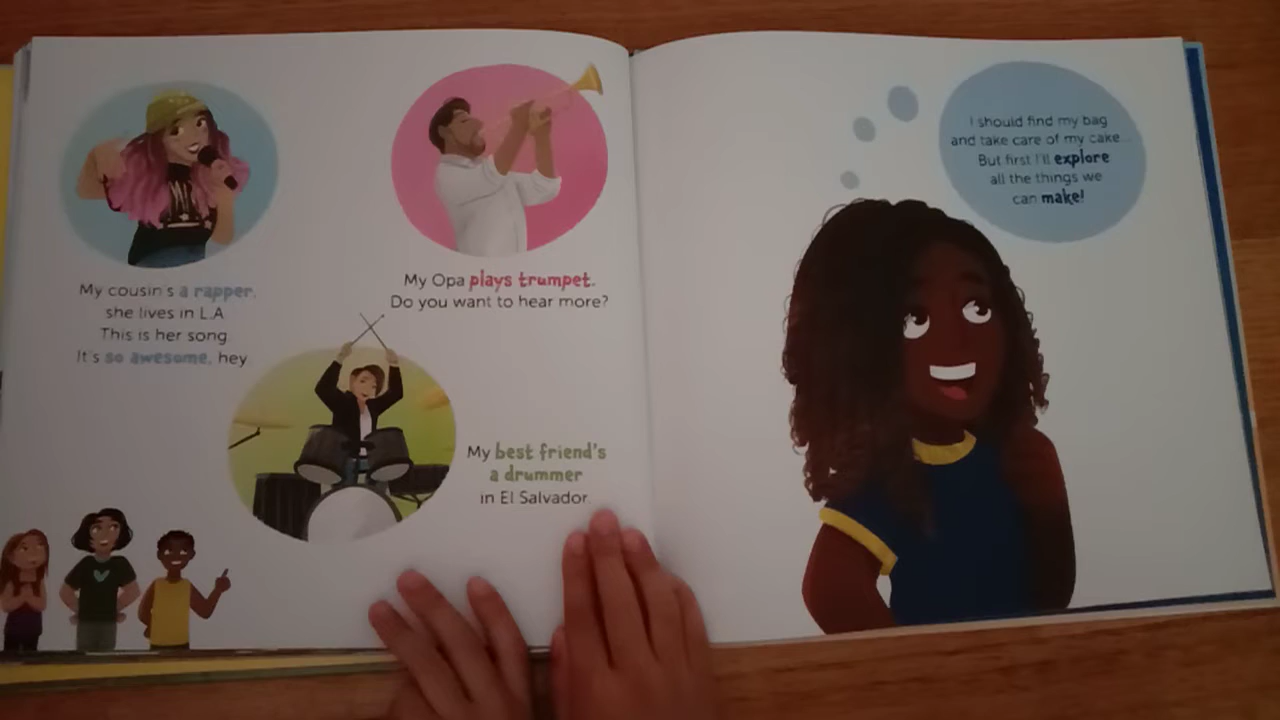 My cousin's a rapper,
she lives in L.A
This is her song
It's so awesome, hey
My Opa plays trumpet.
Do you want to hear more?
My best friend's
a drummer
in El Salvador.
I should find my bag
and take care of my cake.
But first I'll explore
all the things we
can make!